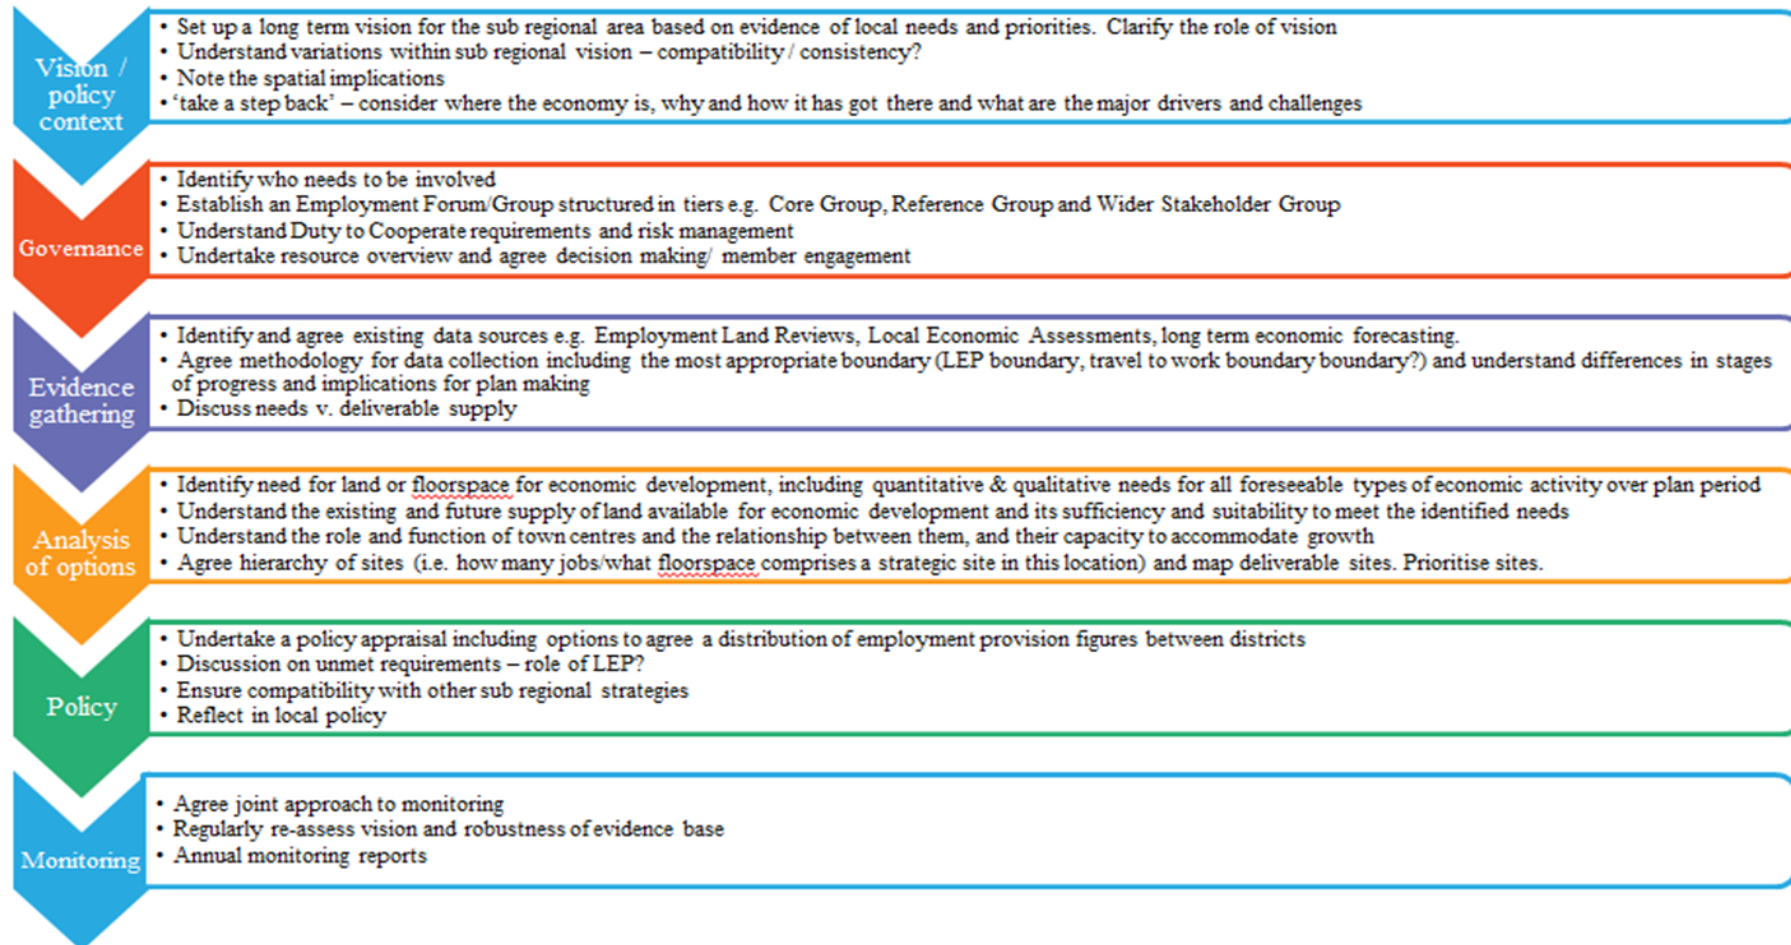 Vision /
policy
context
• Set up a long term vision for the sub regional area based on evidence of local needs and priorities. Clarify the role of vision
• Understand variations within sub regional vision – compatibility / consistency?
• Note the spatial implications
• ‘take a step back’ – consider where the economy is, why and how it has got there and what are the major drivers and challenges
Governance
• Identify who needs to be involved
• Establish an Employment Forum/Group structured in tiers e.g. Core Group, Reference Group and Wider Stakeholder Group
• Understand Duty to Cooperate requirements and risk management
• Undertake resource overview and agree decision making/ member engagement
Evidence
gathering
• Identify and agree existing data sources e.g. Employment Land Reviews, Local Economic Assessments, long term economic forecasting.
• Agree methodology for data collection including the most appropriate boundary (LEP boundary, travel to work boundary boundary?) and understand differences in stages
of progress and implications for plan making
• Discuss needs v. deliverable supply
Analysis
of options
• Identify need for land or floorspace for economic development, including quantitative & qualitative needs for all foreseeable types of economic activity over plan period
• Understand the existing and future supply of land available for economic development and its sufficiency and suitability to meet the identified needs
• Understand the role and function of town centres and the relationship between them, and their capacity to accommodate growth
• Agree hierarchy of sites (i.e. how many jobs/what floorspace comprises a strategic site in this location) and map deliverable sites. Prioritise sites.
Policy
• Undertake a policy appraisal including options to agree a distribution of employment provision figures between districts
• Discussion on unmet requirements – role of LEP?
• Ensure compatibility with other sub regional strategies
• Reflect in local policy
Monitoring
• Agree joint approach to monitoring
• Regularly re-assess vision and robustness of evidence base
• Annual monitoring reports